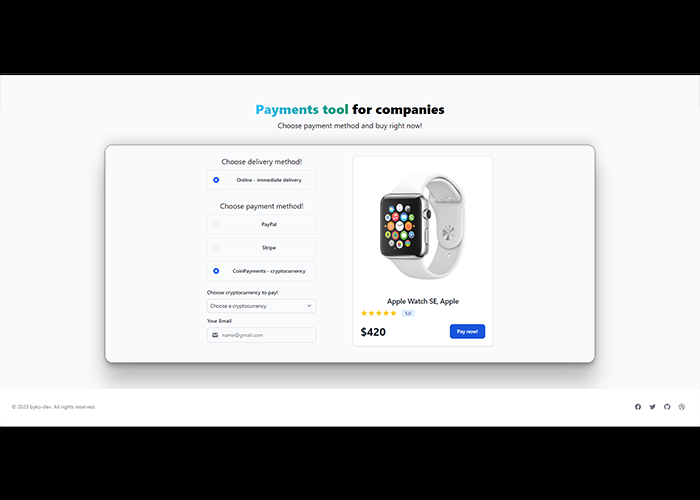 Payments tool for companies
Choose payment method and buy right now!
Choose delivery method!
Online - immediate delivery
Choose payment method!
PayPal
Stripe
CoinPayments - cryptocurrency
Choose cryptocurrency to pay!
Choose a cryptocurrency
Your Email
name@gmail.com
Apple Watch SE, Apple
5.0
$420
Pay now!
© 2023 byko-dev. All rights reserved.